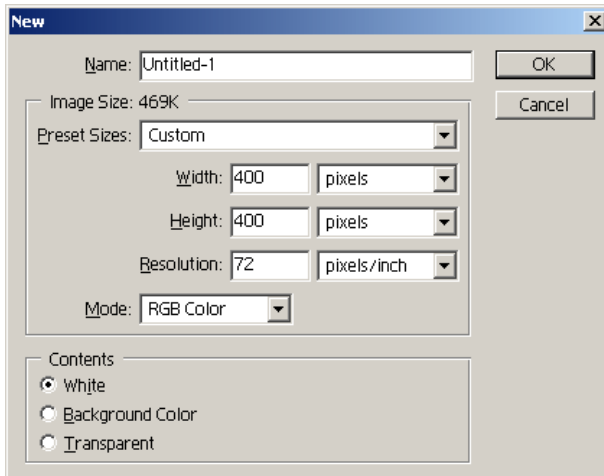 New
Name: Untitled-1
OK
Image Size: 469K
Cancel
Preset Sizes: Custom
Width: 400 pixels
Height: 400 pixels
Resolution: 72 pixels/inch
Mode: RGB Color
Contents
White
Background Color
Transparent